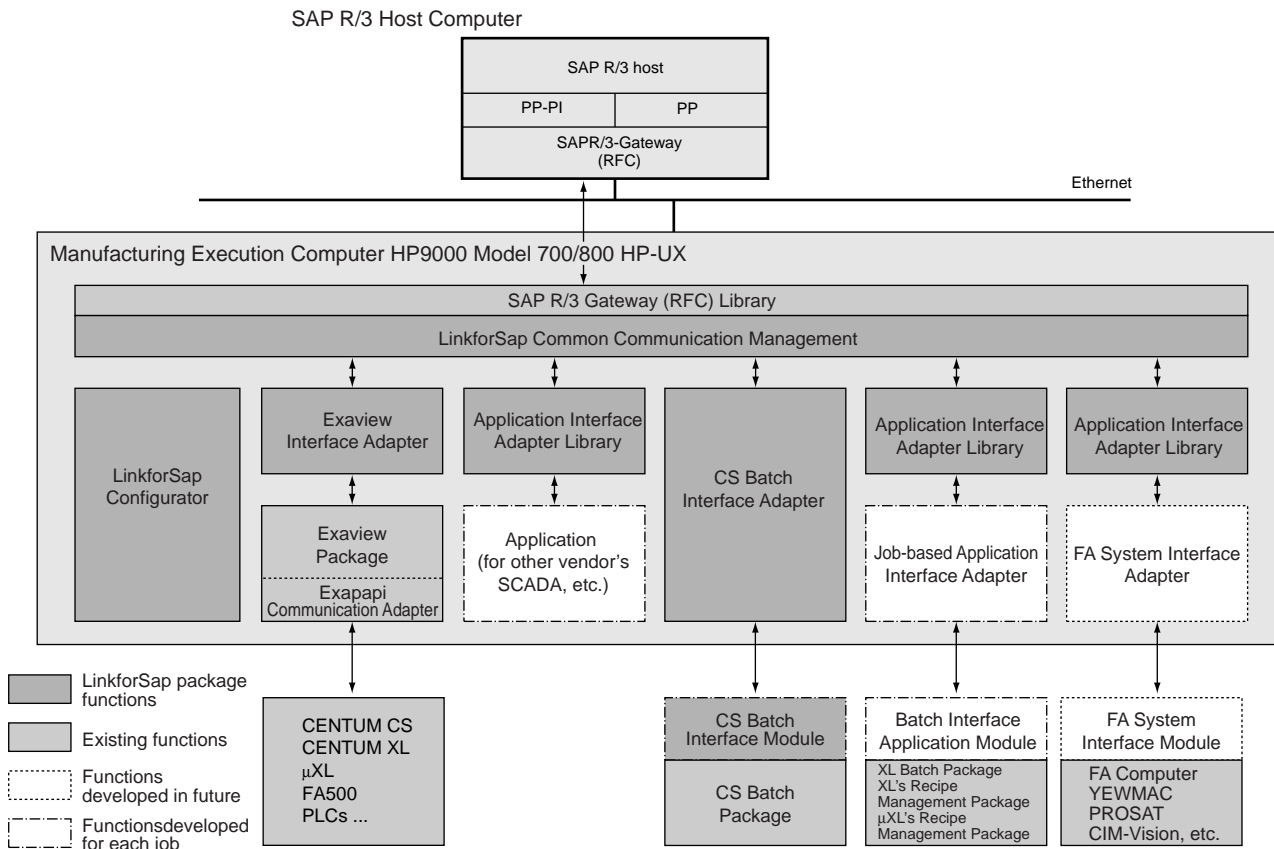 SAP R/3 Host Computer
SAP R/3 host
PP-PI
PP
SAPR/3-Gateway
(RFC)
Ethernet
Manufacturing Execution Computer HP9000 Model 700/800 HP-UX
SAP R/3 Gateway (RFC) Library
LinkforSap Common Communication Management
LinkforSap
Configurator
Exaview
Interface Adapter
Application Interface
Adapter Library
CS Batch
Interface Adapter
Application Interface
Adapter Library
Application Interface
Adapter Library
Exaview
Package
Exapapi
Communication Adapter
Application
(for other vendor's
SCADA, etc.)
Job-based Application
Interface Adapter
FA System Interface
Adapter
LinkforSap package
functions
Existing functions
Functions
developed in future
Functionsdeveloped
for each job
CENTUM CS
CENTUM XL
μXL
FA500
PLCs ...
CS Batch
Interface Module
CS Batch
Package
Batch Interface
Application Module
XL Batch Package
XL's Recipe
Management Package
μXL's Recipe
Management Package
FA System
Interface Module
FA Computer
YEWMAC
PROSAT
CIM-Vision, etc.